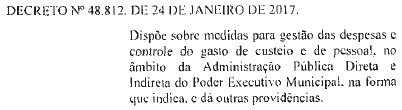 DECRETO Nº 48.812, DE 24 DE JANEIRO DE 2017.
Dispõe sobre medidas para gestão das despesas e
controle do gasto de custeio e de pessoal, no
âmbito da Administração Pública Direta e
Indireta do Poder Executivo Municipal, na forma
que indica, e dá outras providências.